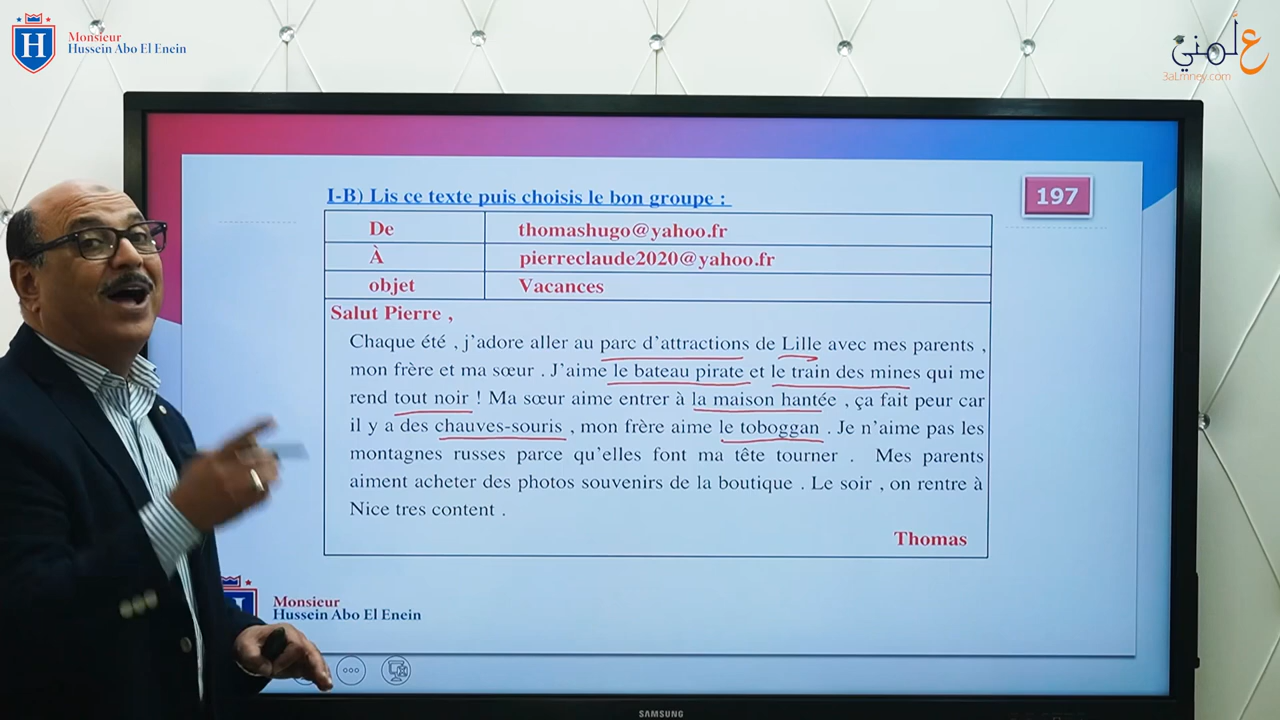 H
Monsieur
Hussein Abo El Enein
علمني
3aLmney.com
197
I-B) Lis ce texte puis choisis le bon groupe :
De thomashugo@yahoo.fr
À pierreclaude2020@yahoo.fr
objet Vacances
Salut Pierre ,
Chaque été , j'adore aller au parc d'attractions de Lille avec mes parents ,
mon frère et ma sœur . J'aime le bateau pirate et le train des mines qui me
rend tout noir ! Ma sœur aime entrer à la maison hantée , ça fait peur car
il y a des chauves-souris , mon frère aime le toboggan . Je n'aime pas les
montagnes russes parce qu'elles font ma tête tourner . Mes parents
aiment acheter des photos souvenirs de la boutique . Le soir , on rentre à
Nice tres content .
Thomas
Monsieur
Hussein Abo El Enein
SAMSUNG